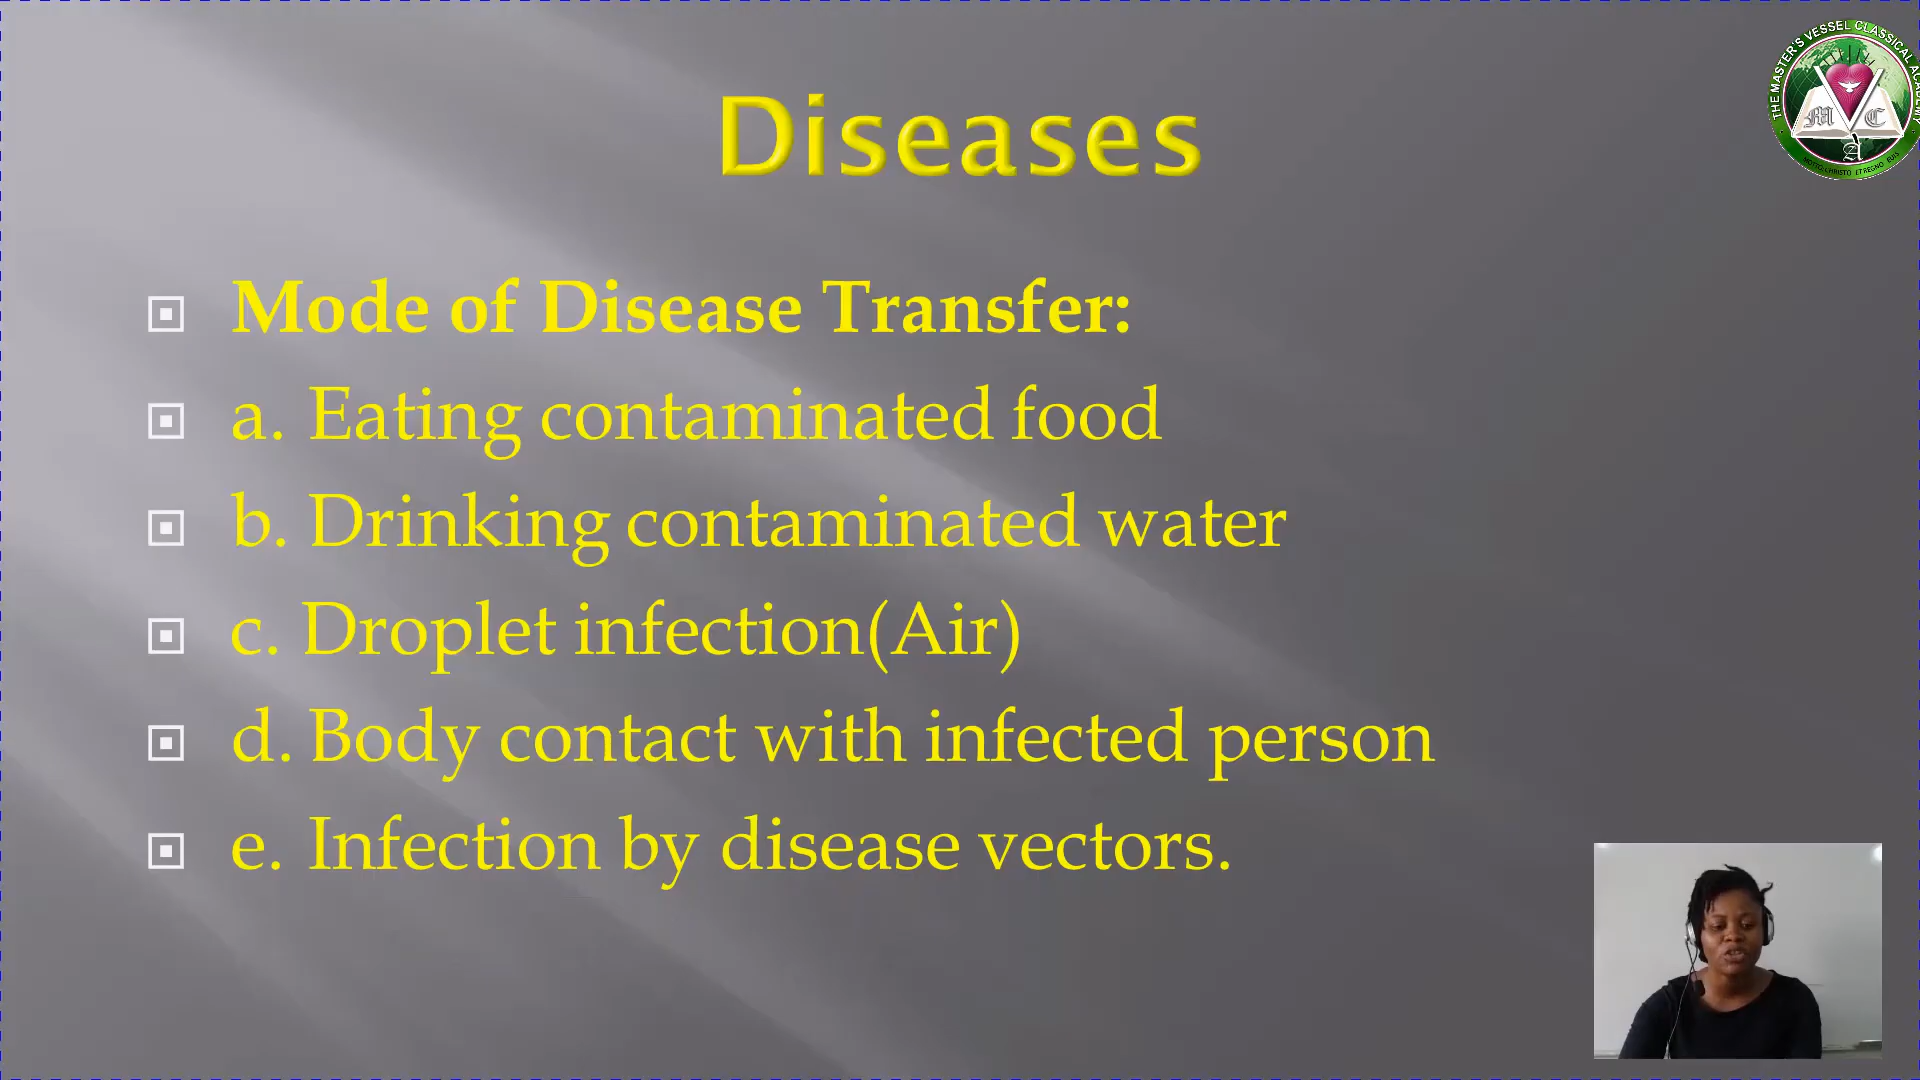 Diseases
Mode of Disease Transfer:
a. Eating contaminated food
b. Drinking contaminated water
c. Droplet infection(Air)
d. Body contact with infected person
e. Infection by disease vectors.
THE MASTER'S VESSEL CLASSICAL ACADEMY
M C
A